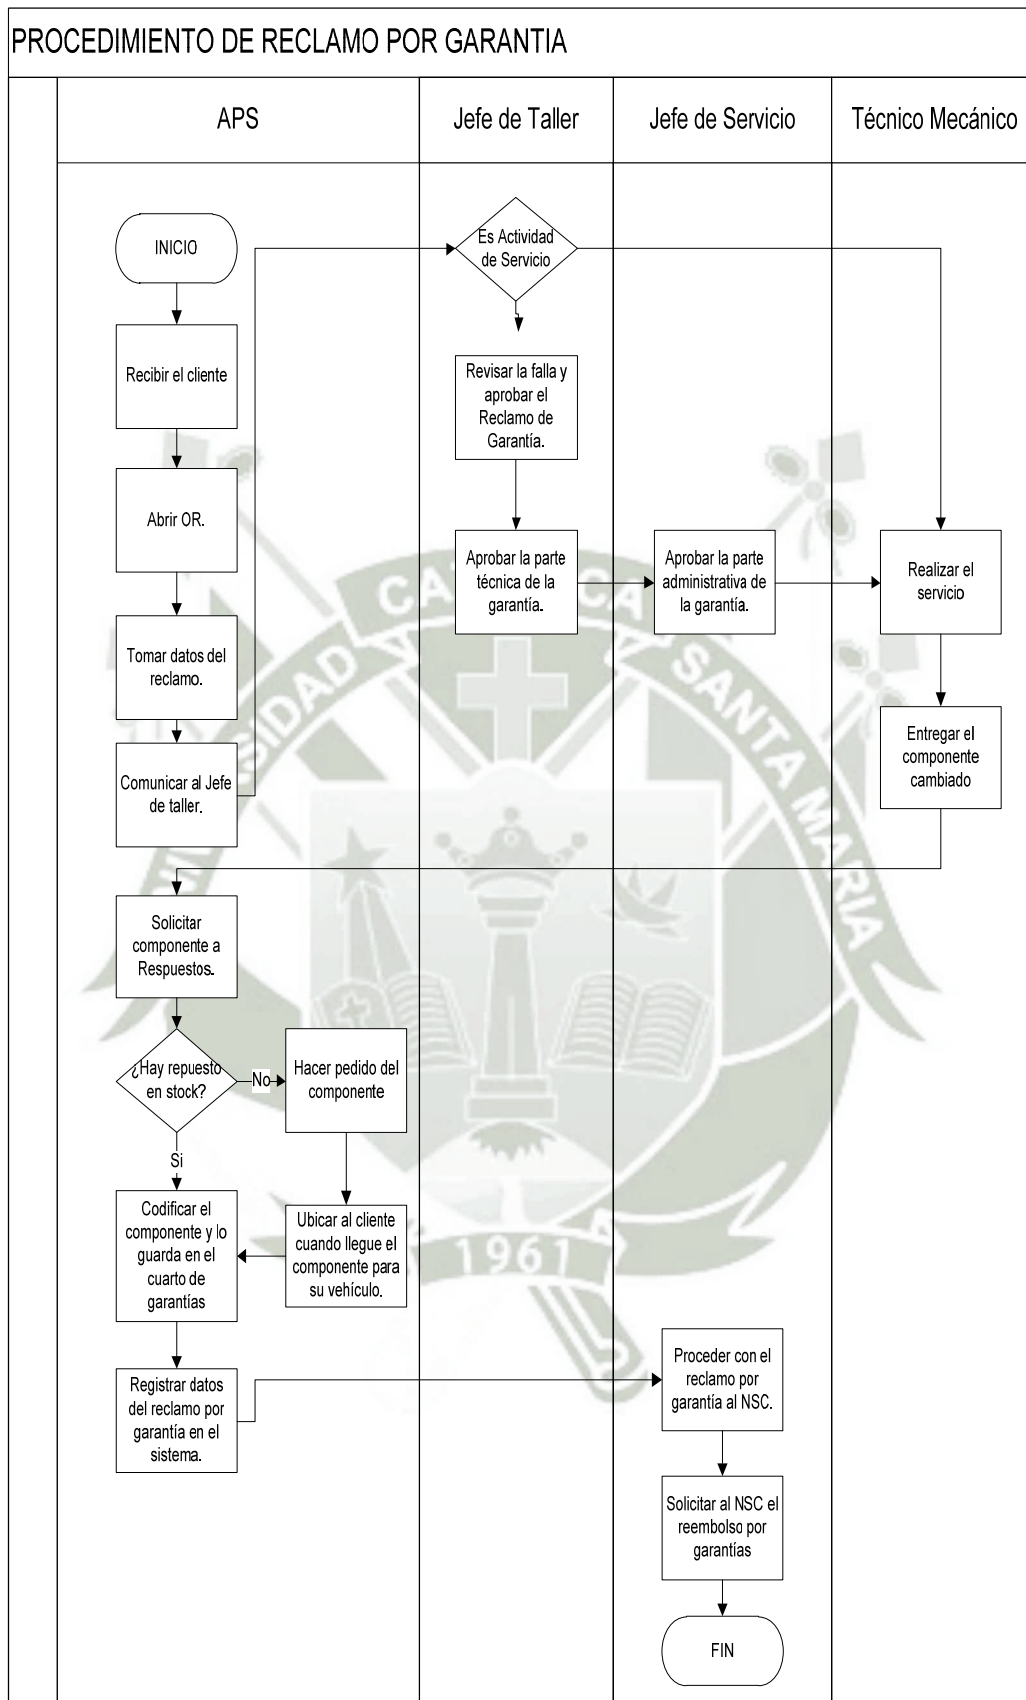 PROCEDIMIENTO DE RECLAMO POR GARANTIA
APS
Jefe de Taller
Jefe de Servicio
Técnico Mecánico
INICIO
Es Actividad
de Servicio
Recibir el cliente
Revisar la falla y
aprobar el
Reclamo de
Garantía.
Abrir OR.
Aprobar la parte
técnica de la
garantía.
Aprobar la parte
administrativa de
la garantía.
Realizar el
servicio
Tomar datos del
reclamo.
Entregar el
componente
cambiado
Comunicar al Jefe
de taller.
Solicitar
componente a
Respuestos.
¿Hay repuesto
en stock?
No
Hacer pedido del
componente
Si
Codificar el
componente y lo
guarda en el
cuarto de
garantías
Ubicar al cliente
cuando llegue el
componente para
su vehículo.
Registrar datos
del reclamo por
garantía en el
sistema.
Proceder con el
reclamo por
garantía al NSC.
Solicitar al NSC el
reembolso por
garantías
FIN
CATOLICA
SANTA MARIA
1961